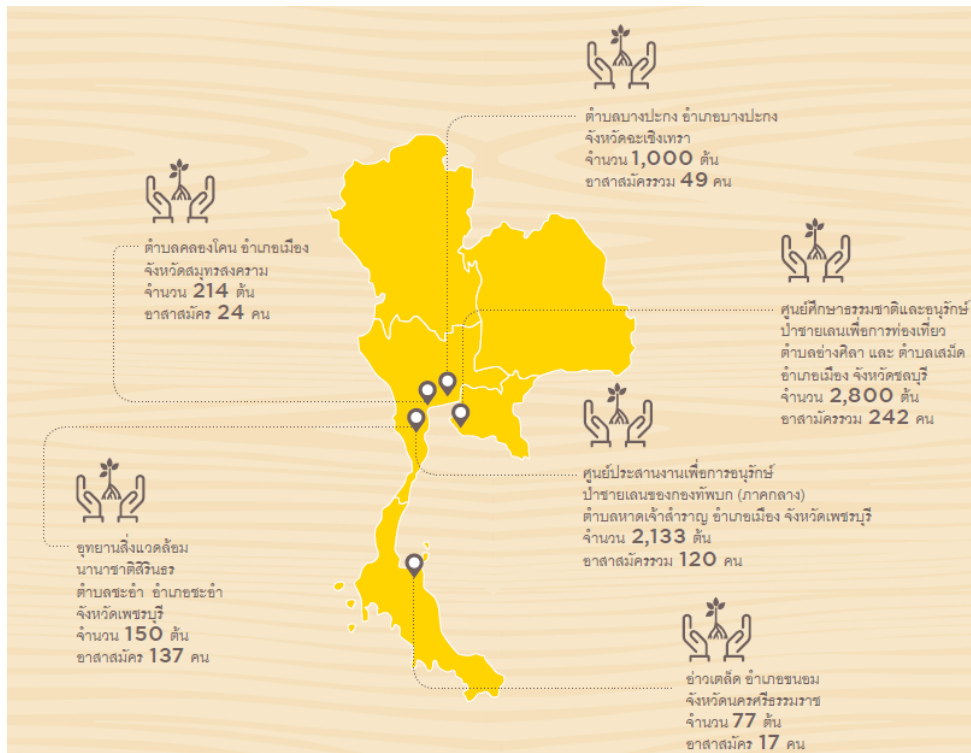 ตำบลบางปะกง อำเภอบางปะกง
จังหวัดฉะเชิงเทรา
จำนวน 1,000 ต้น
อาสาสมัครรวม 49 คน
ตำบลคลองโคน อำเภอเมือง
จังหวัดสมุทรสงคราม
จำนวน 214 ต้น
อาสาสมัคร 24 คน
ศูนย์ศึกษาธรรมชาติและอนุรักษ์
ป่าชายเลนเพื่อการท่องเที่ยว
ตำบลอ่างศิลา และ ตำบลเสม็ด
อำเภอเมือง จังหวัดชลบุรี
จำนวน 2,800 ต้น
อาสามัครรวม 242 คน
ศูนย์ประสานงานเพื่อการอนุรักษ์
ป่าชายเลนของกองทัพบก (ภาคกลาง)
ตำบลหาดเจ้าสำราญ อำเภอเมือง จังหวัดเพชรบุรี
จำนวน 2,133 ต้น
อาสาสมัครรวม 120 คน
อุทยานสิ่งแวดล้อม
นานาชาติสิรินธร
ตำบลชะอำ อำเภอชะอำ
จังหวัดเพชรบุรี
จำนวน 150 ต้น
อาสาสมัคร 137 คน
อ่าวเตล็ด อำเภอขนอม
จังหวัดนครศรีธรรมราช
จำนวน 77 ต้น
อาสาสมัคร 17 คน